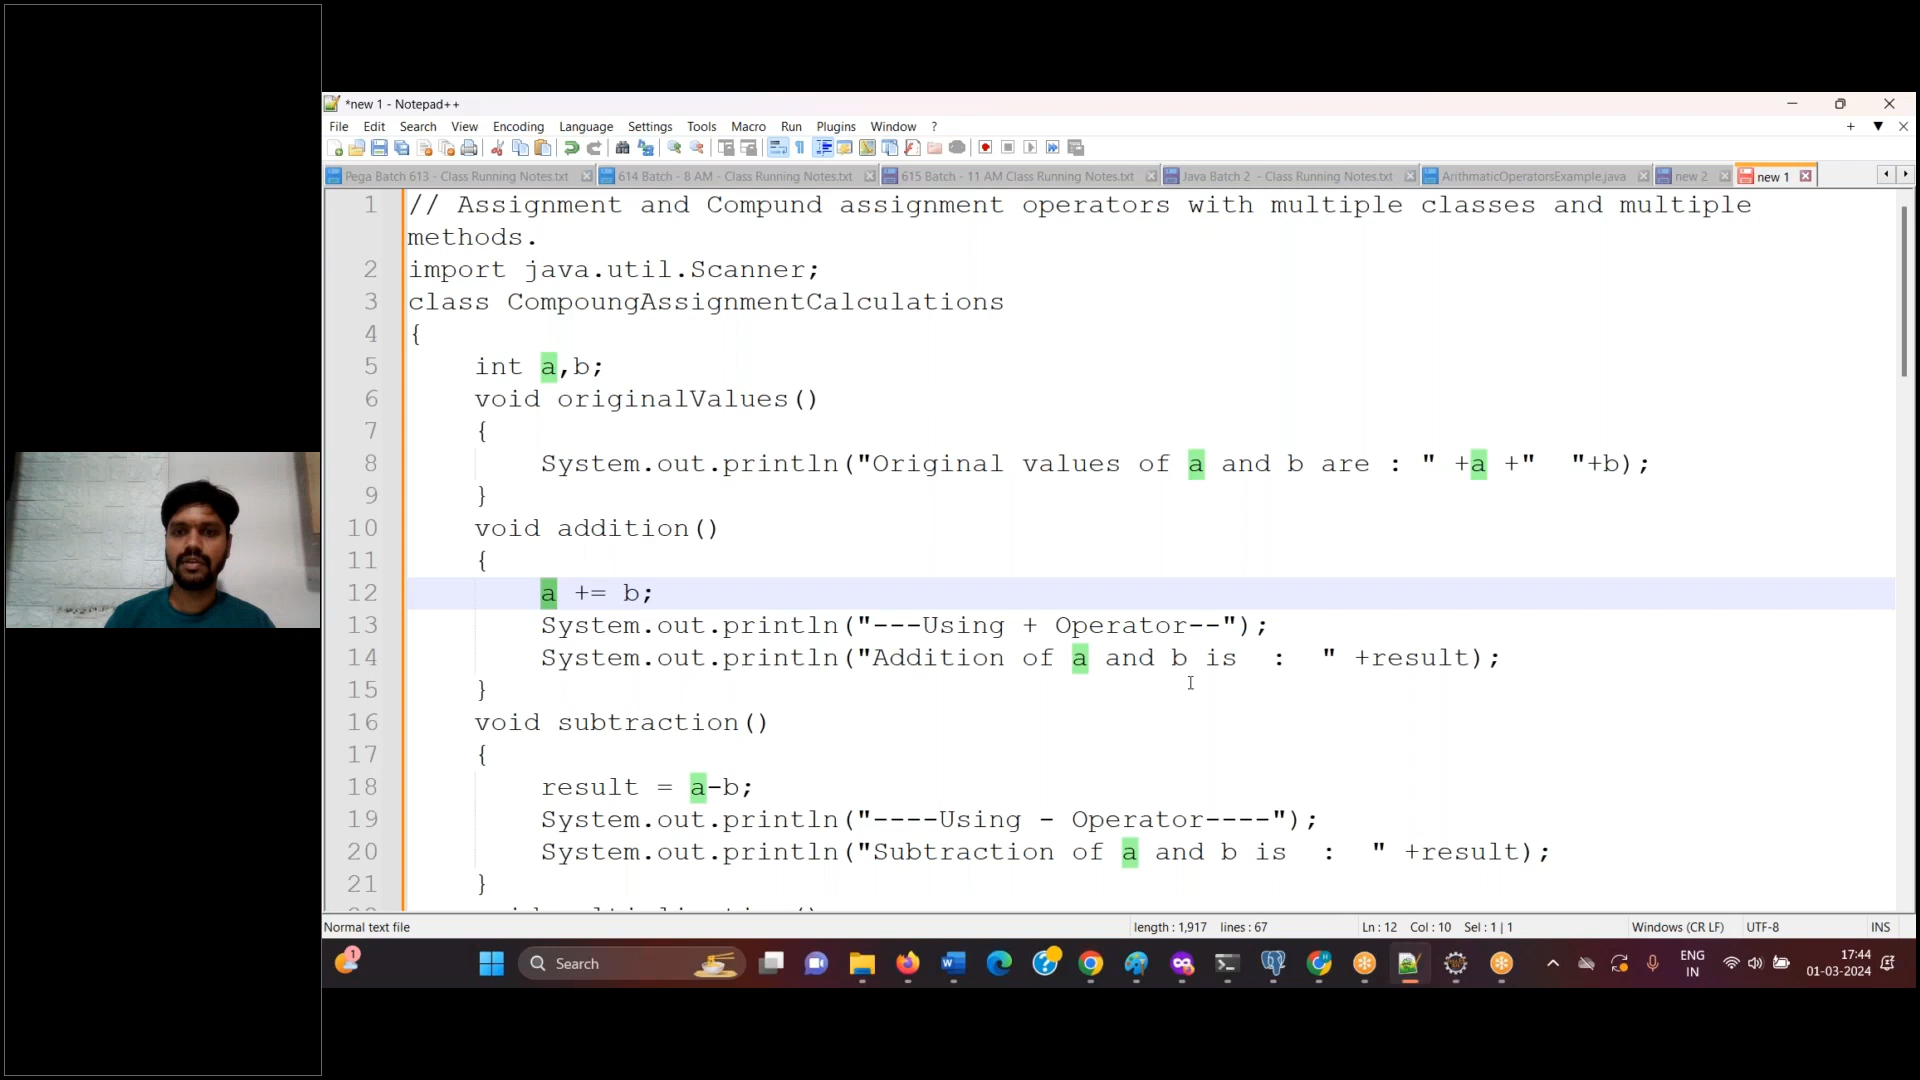 *new 1 - Notepad++
File Edit Search View Encoding Language Settings Tools Macro Run Plugins Window ?
Pega Batch 613 - Class Running Notes.txt 614 Batch - 8 AM - Class Running Notes.txt 615 Batch - 11 AM Class Running Notes.txt Java Batch 2 - Class Running Notes.txt ArithmaticOperatorsExample.java new 2 new 1
1 // Assignment and Compund assignment operators with multiple classes and multiple
methods.
2 import java.util.Scanner;
3 class CompoungAssignmentCalculations
4 {
5 int a,b;
6 void originalValues()
7 {
8 System.out.println("Original values of a and b are : " +a +"  "+b);
9 }
10 void addition()
11 {
12 a += b;
13 System.out.println("---Using + Operator--");
14 System.out.println("Addition of a and b is  :  " +result);
15 }
16 void subtraction()
17 {
18 result = a-b;
19 System.out.println("----Using - Operator----");
20 System.out.println("Subtraction of a and b is  :  " +result);
21 }
Normal text file length : 1,917 lines : 67 Ln : 12 Col : 10 Sel : 1 | 1 Windows (CR LF) UTF-8 INS
1 Search ENG 17:44
IN 01-03-2024